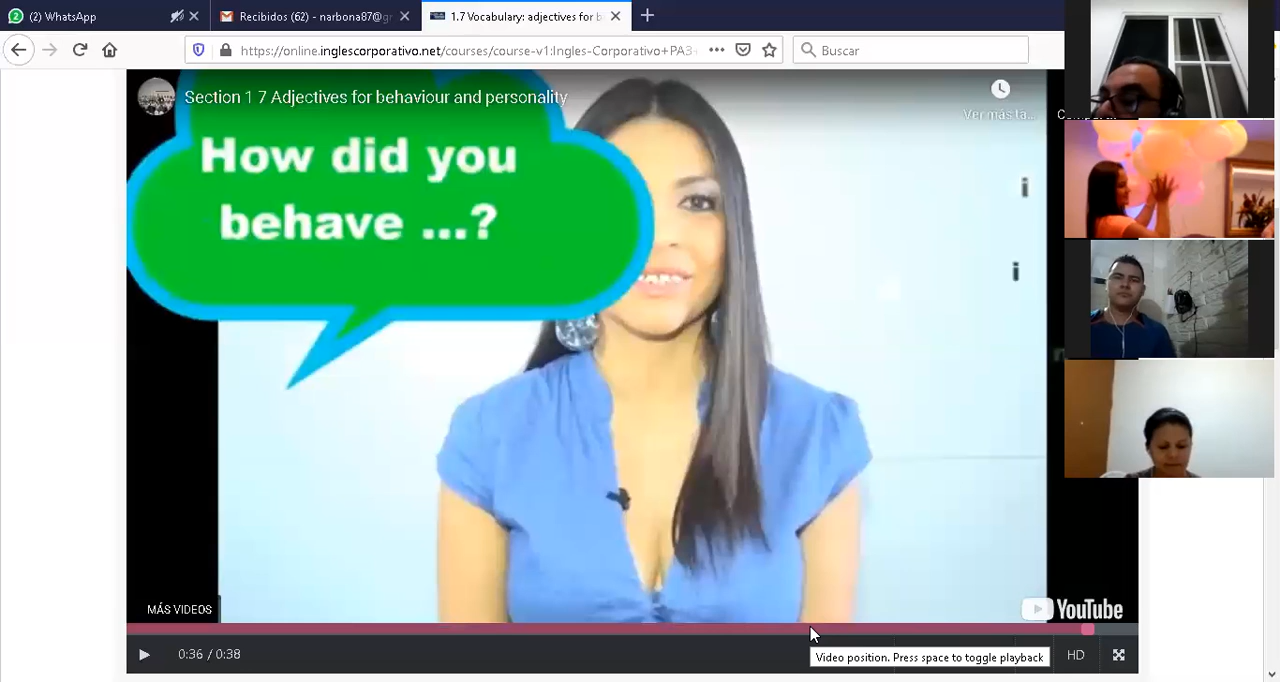 (2) WhatsApp
Recibidos (62) - narbona87@gr
1.7 Vocabulary: adjectives for b
https://online.inglescorporativo.net/courses/course-v1:Ingles-Corporativo+PA3
Buscar
Section 1 7 Adjectives for behaviour and personality
Ver más ta...
How did you
behave ...?
MÁS VIDEOS
YouTube
0:36 / 0:38
Video position. Press space to toggle playback
HD